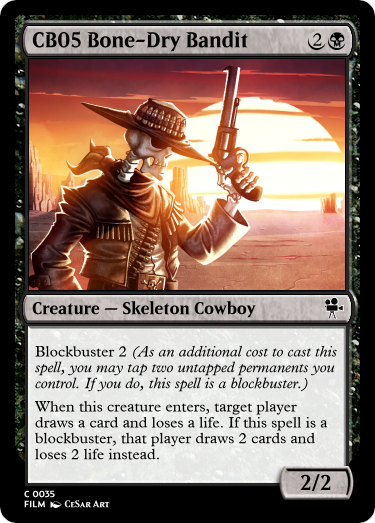 CB05 Bone-Dry Bandit 2
Creature — Skeleton Cowboy
Blockbuster 2 (As an additional cost to cast this
spell, you may tap two untapped permanents you
control. If you do, this spell is a blockbuster.)
When this creature enters, target player
draws a card and loses a life. If this spell is a
blockbuster, that player draws 2 cards and
loses 2 life instead.
2/2
C 0035
FILM CeSar Art